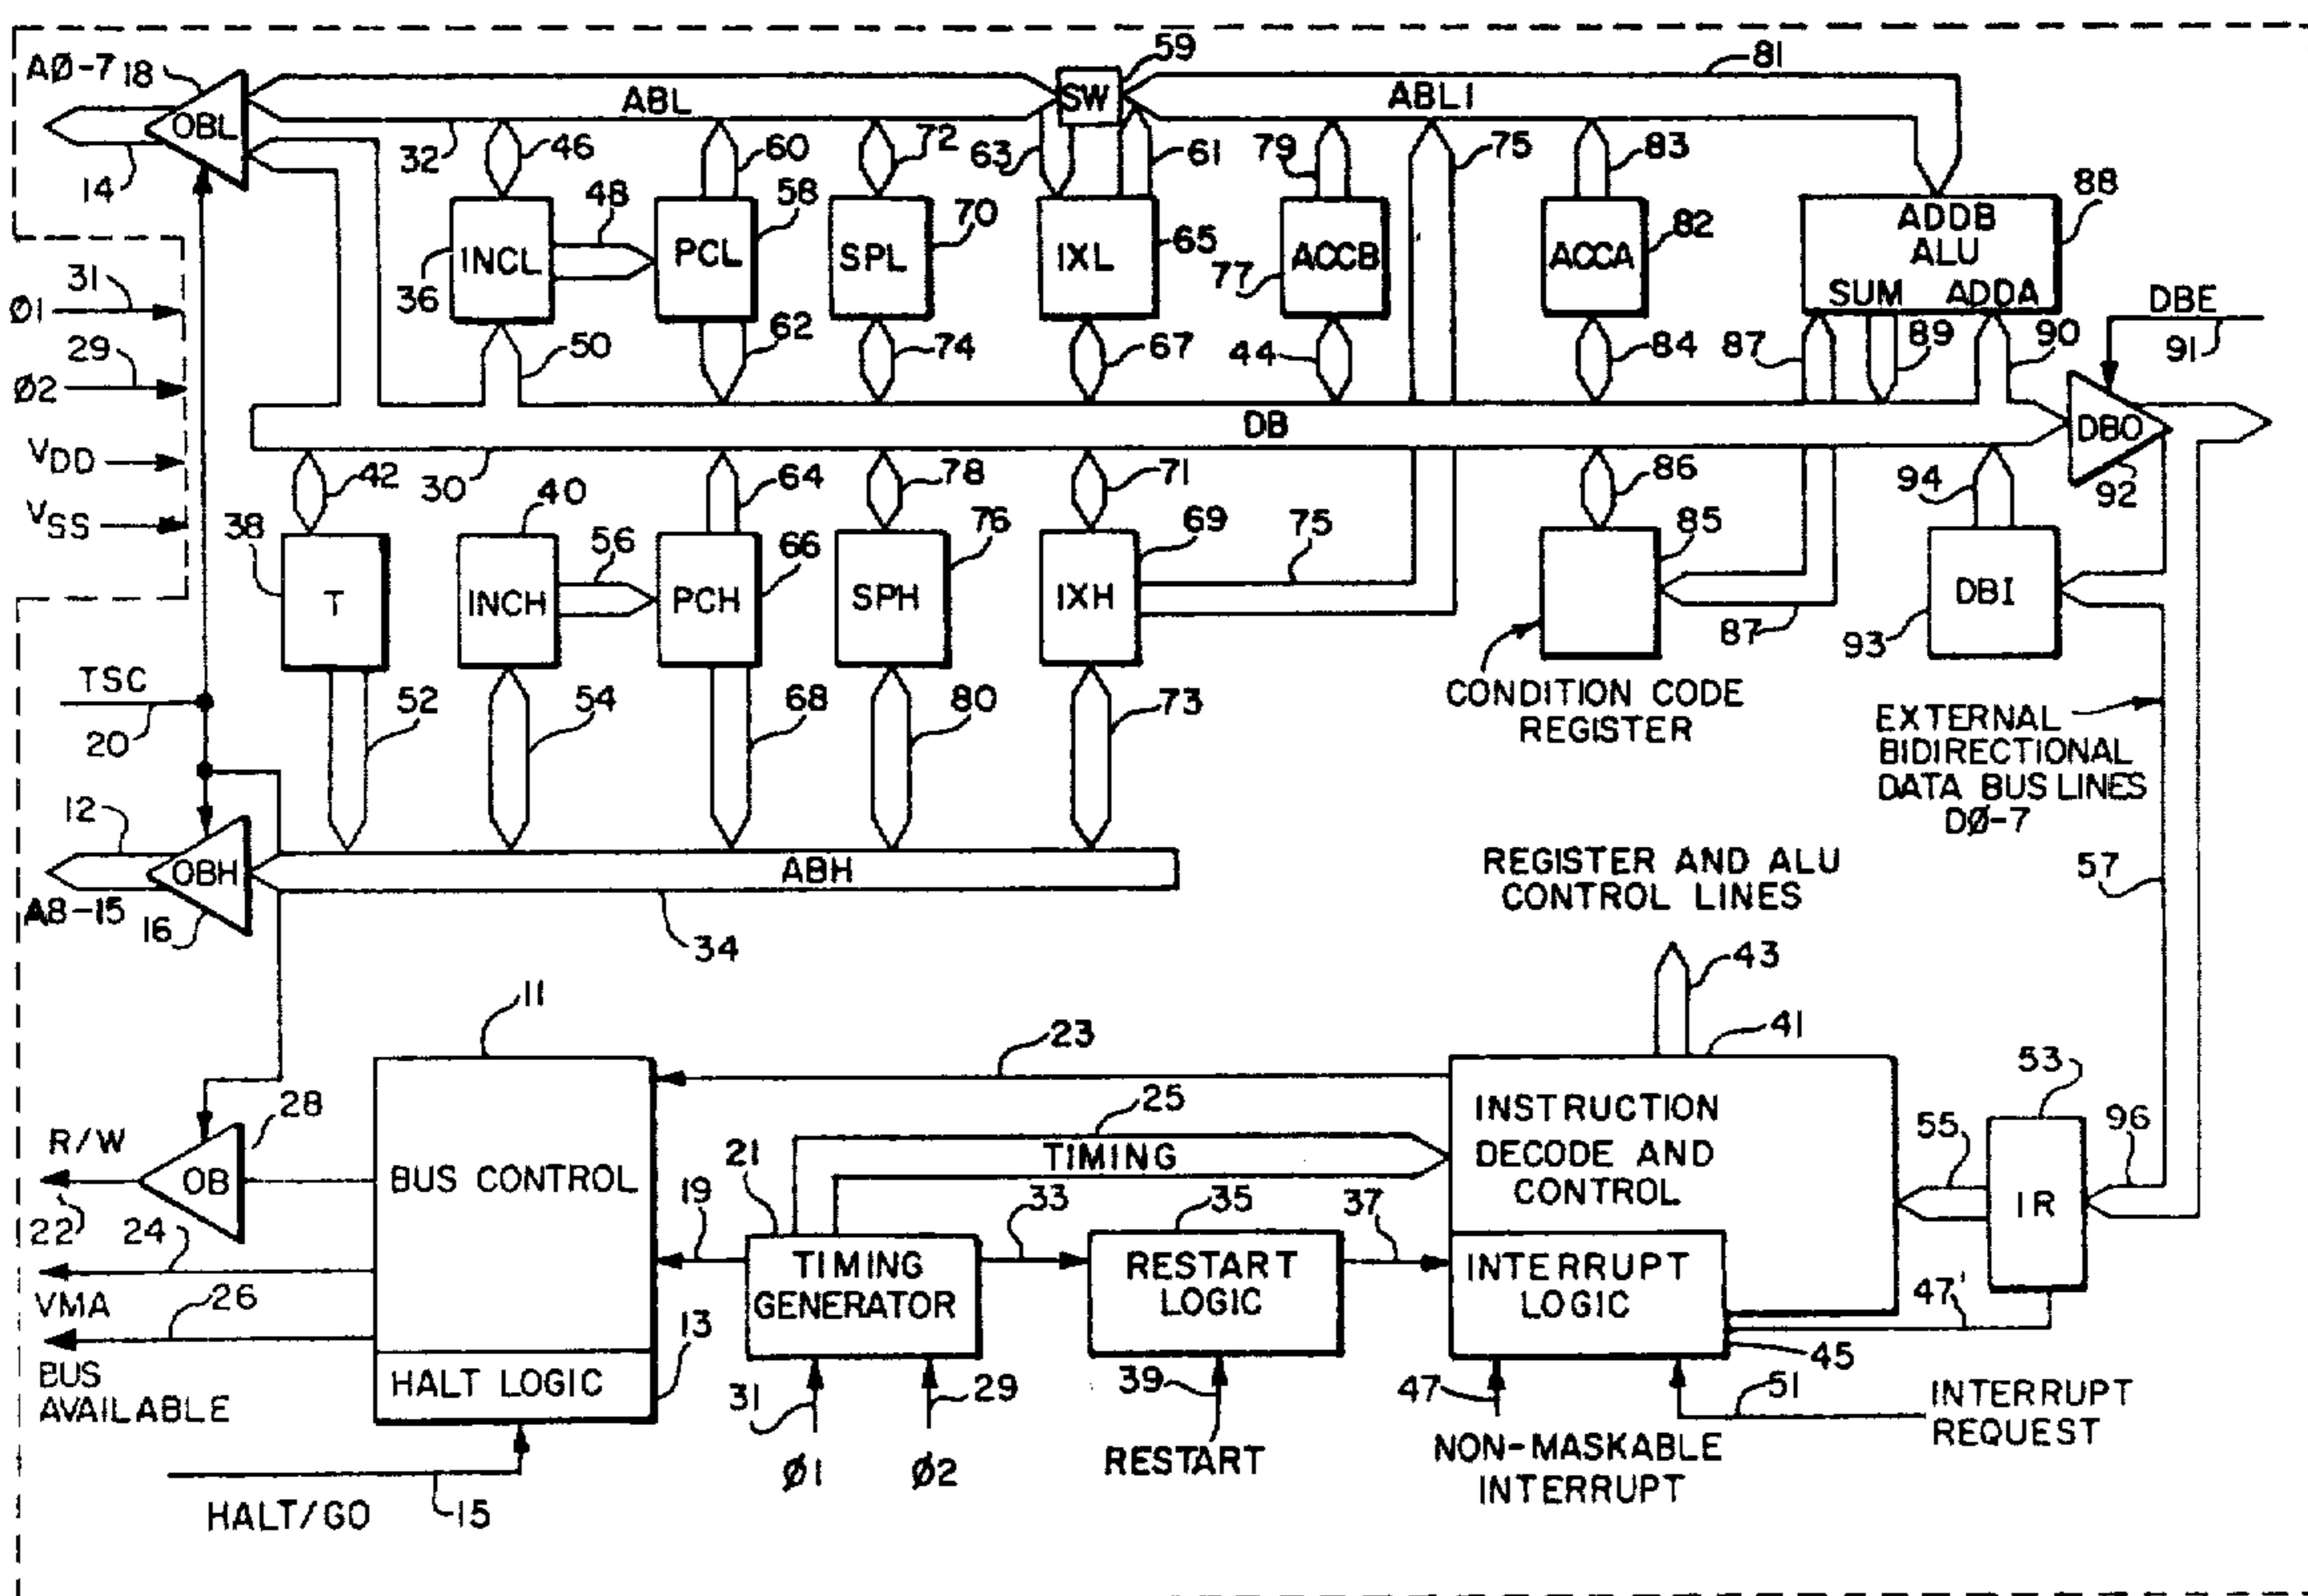 59
81
AØ-7 18
OBL
ABL
SW
ABL1
14
32
46
60
72
63
61
79
75
83
88
48
58
70
65
82
36
INCL
PCL
SPL
IXL
77
ACCB
ACCA
ADDB
ALU
SUM ADDA
31
Ø1
29
Ø2
VDD
VSS
50
62
74
67
44
84
87
89
90
DBE
91
DB
DBO
92
42
30
40
64
78
71
86
94
38
56
66
76
69
75
85
T
INCH
PCH
SPH
IXH
87
DBI
93
TSC
20
52
54
68
80
73
CONDITION CODE
REGISTER
EXTERNAL
BIDIRECTIONAL
DATA BUS LINES
DØ-7
12
OBH
ABH
A8-15
16
34
REGISTER AND ALU
CONTROL LINES
57
43
11
23
41
53
28
25
INSTRUCTION
DECODE AND
CONTROL
55
96
R/W
OB
BUS CONTROL
21
TIMING
19
33
35
37
IR
22
24
TIMING
GENERATOR
RESTART
LOGIC
INTERRUPT
LOGIC
47'
VMA
26
13
45
BUS
AVAILABLE
HALT LOGIC
31
29
39
47
51
INTERRUPT
REQUEST
Ø1
Ø2
RESTART
NON-MASKABLE
INTERRUPT
HALT/GO
15